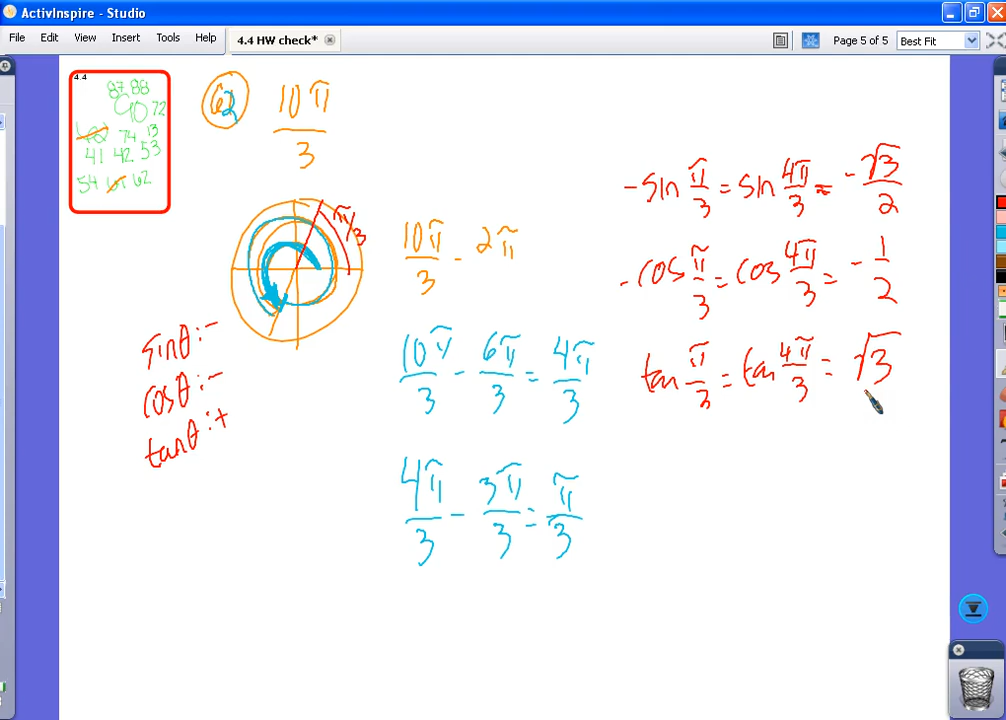 ActivInspire - Studio
File Edit View Insert Tools Help 4.4 HW check* Page 5 of 5 Best Fit
4.4
87 88
90 72
74 13
41 42 53
54 61 62
62 10π/3
π/3
10π/3 - 2π
10π/3 - 6π/3 = 4π/3
4π/3 - 3π/3 = π/3
sinθ: -
cosθ: -
tanθ: +
-sin π/3 = sin 4π/3 = -√3/2
-cos π/3 = cos 4π/3 = -1/2
tan π/3 = tan 4π/3 = √3